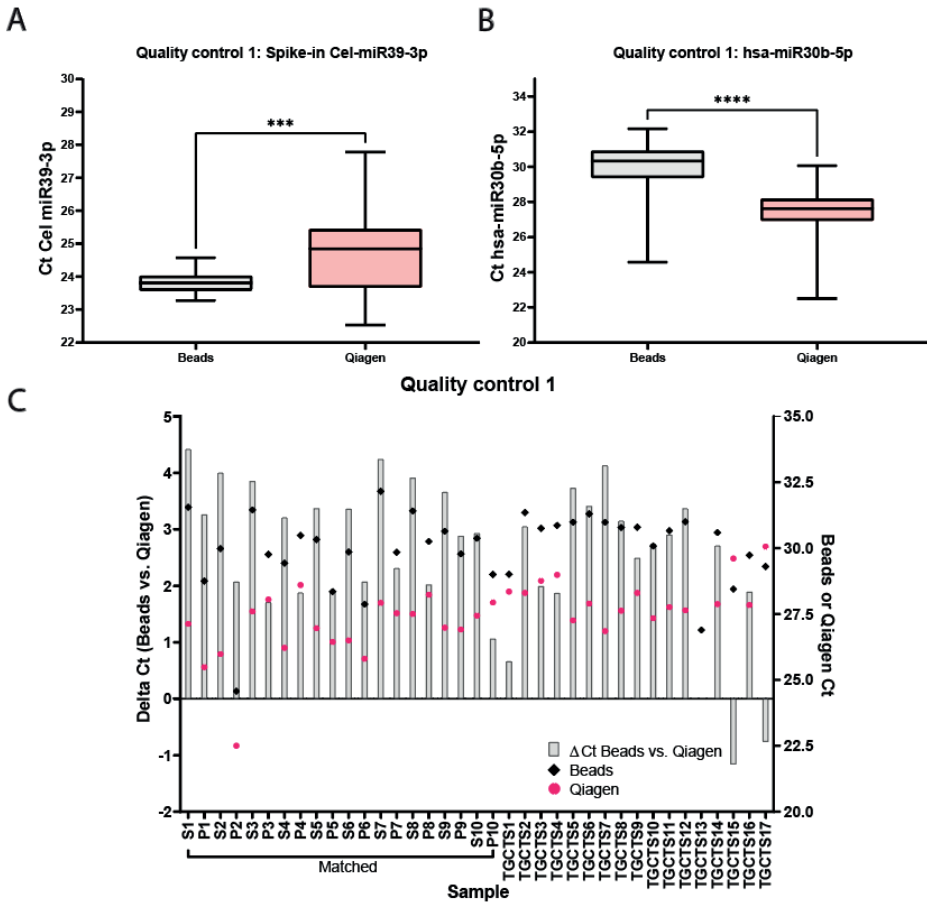 A
Quality control 1: Spike-in Cel-miR39-3p
Ct Cel miR39-3p
30
29
28
27
26
25
24
23
22
***
Beads
Qiagen
B
Quality control 1: hsa-miR30b-5p
Ct hsa-miR30b-5p
34
32
30
28
26
24
22
20
****
Beads
Qiagen
C
Quality control 1
Delta Ct (Beads vs. Qiagen)
5
4
3
2
1
0
-1
-2
Beads or Qiagen Ct
35.0
32.5
30.0
27.5
25.0
22.5
20.0
Δ Ct Beads vs. Qiagen
Beads
Qiagen
S1
P1
S2
P2
S3
P3
S4
P4
S5
P5
S6
P6
S7
P7
S8
P8
S9
P9
S10
P10
TGCTS1
TGCTS2
TGCTS3
TGCTS4
TGCTS5
TGCTS6
TGCTS7
TGCTS8
TGCTS9
TGCTS10
TGCTS11
TGCTS12
TGCTS13
TGCTS14
TGCTS15
TGCTS16
TGCTS17
Matched
Sample